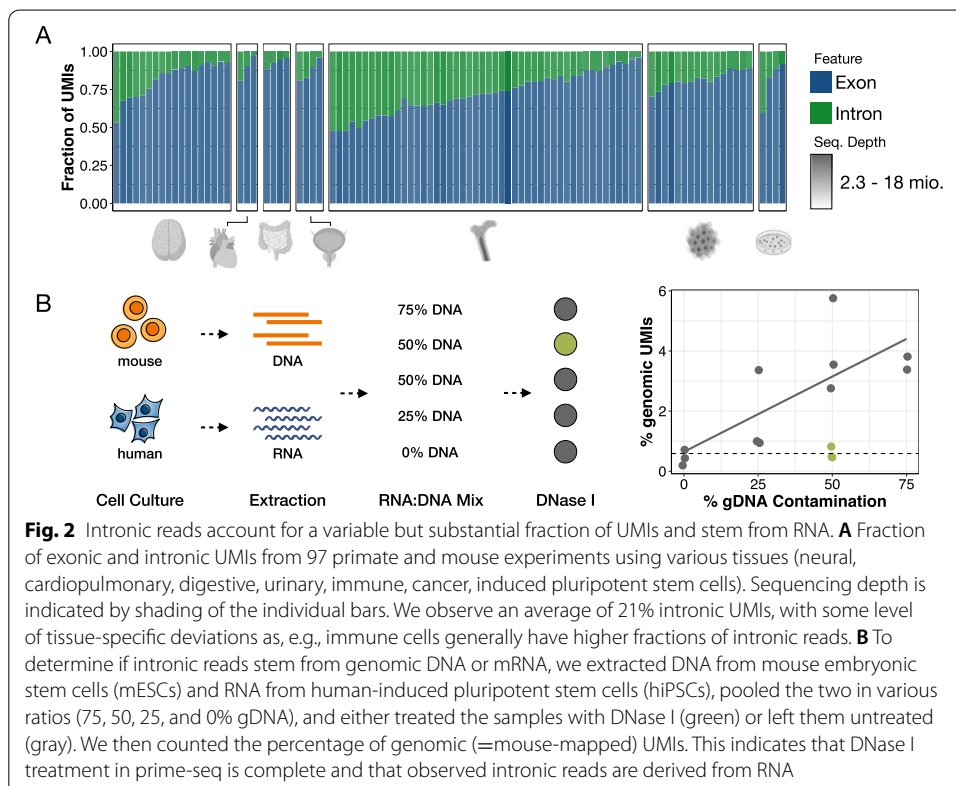 A
1.00
0.75
0.50
0.25
0.00
Fraction of UMIs
Feature
Exon
Intron
Seq. Depth
2.3 - 18 mio.
B
mouse
human
Cell Culture
DNA
RNA
Extraction
75% DNA
50% DNA
50% DNA
25% DNA
0% DNA
RNA:DNA Mix
DNase I
% genomic UMIs
6
4
2
0
0
25
50
75
% gDNA Contamination
Fig. 2 Intronic reads account for a variable but substantial fraction of UMIs and stem from RNA. A Fraction
of exonic and intronic UMIs from 97 primate and mouse experiments using various tissues (neural,
cardiopulmonary, digestive, urinary, immune, cancer, induced pluripotent stem cells). Sequencing depth is
indicated by shading of the individual bars. We observe an average of 21% intronic UMIs, with some level
of tissue-specific deviations as, e.g., immune cells generally have higher fractions of intronic reads. B To
determine if intronic reads stem from genomic DNA or mRNA, we extracted DNA from mouse embryonic
stem cells (mESCs) and RNA from human-induced pluripotent stem cells (hiPSCs), pooled the two in various
ratios (75, 50, 25, and 0% gDNA), and either treated the samples with DNase I (green) or left them untreated
(gray). We then counted the percentage of genomic (=mouse-mapped) UMIs. This indicates that DNase I
treatment in prime-seq is complete and that observed intronic reads are derived from RNA